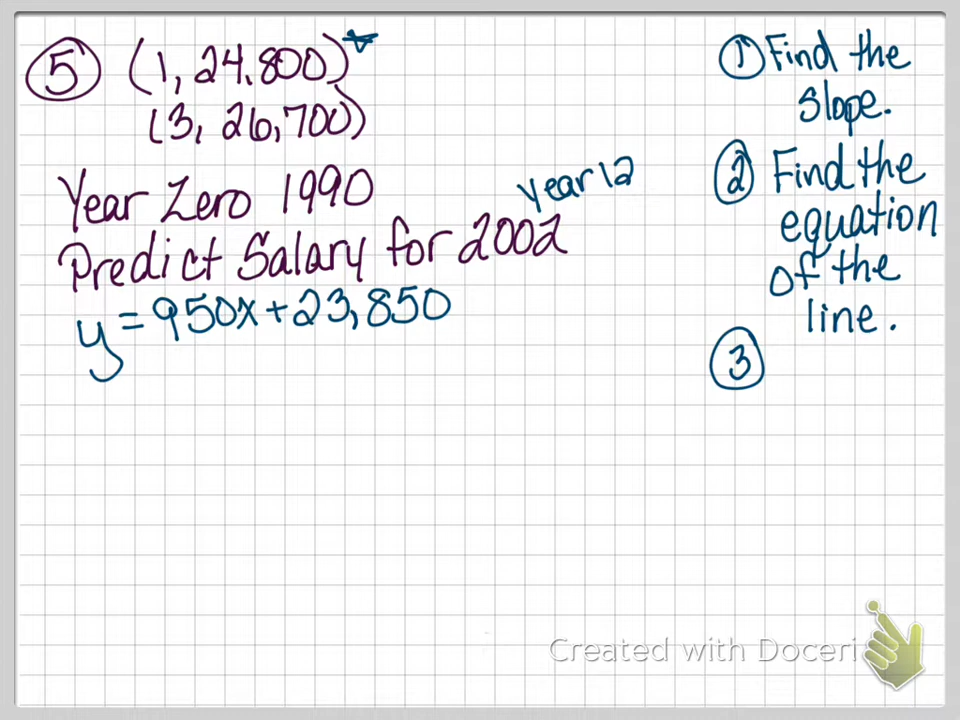 5 (1, 24,800)
(3, 26,700)
Year Zero 1990
year 12
Predict Salary for 2002
y = 950x + 23,850
1 Find the
slope.
2 Find the
equation
of the
line.
3
Created with Doceri